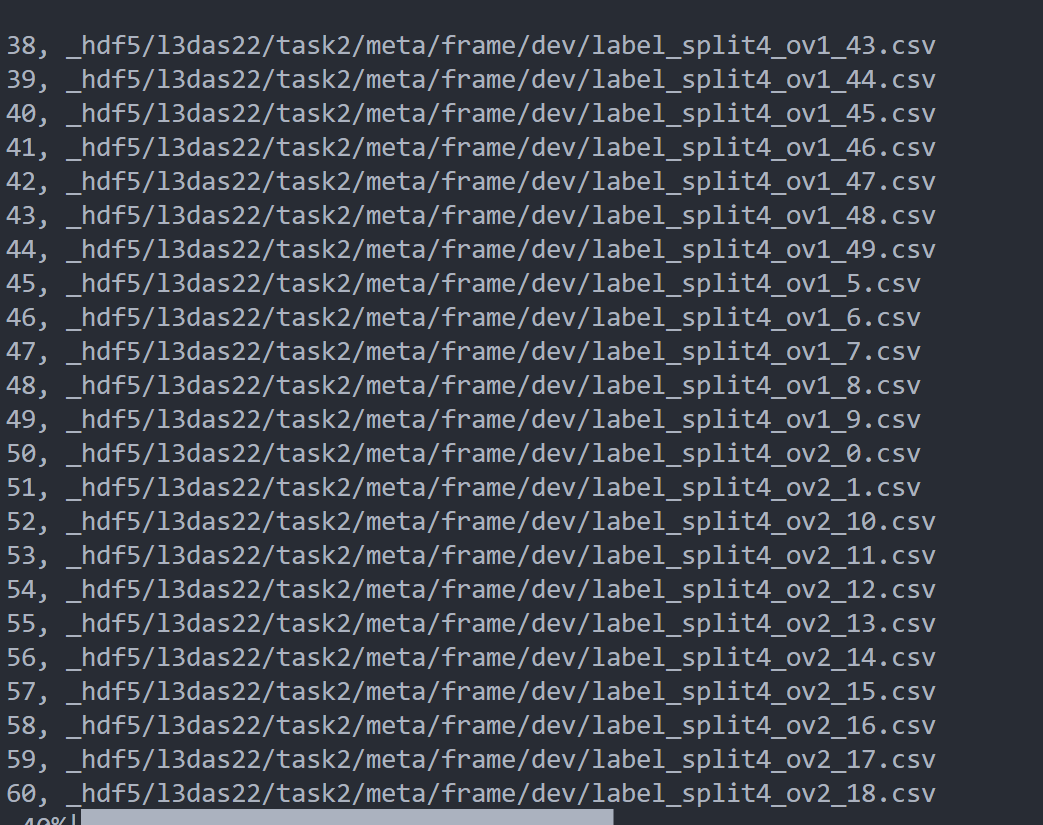 38, _hdf5/l3das22/task2/meta/frame/dev/label_split4_ov1_43.csv
39, _hdf5/l3das22/task2/meta/frame/dev/label_split4_ov1_44.csv
40, _hdf5/l3das22/task2/meta/frame/dev/label_split4_ov1_45.csv
41, _hdf5/l3das22/task2/meta/frame/dev/label_split4_ov1_46.csv
42, _hdf5/l3das22/task2/meta/frame/dev/label_split4_ov1_47.csv
43, _hdf5/l3das22/task2/meta/frame/dev/label_split4_ov1_48.csv
44, _hdf5/l3das22/task2/meta/frame/dev/label_split4_ov1_49.csv
45, _hdf5/l3das22/task2/meta/frame/dev/label_split4_ov1_5.csv
46, _hdf5/l3das22/task2/meta/frame/dev/label_split4_ov1_6.csv
47, _hdf5/l3das22/task2/meta/frame/dev/label_split4_ov1_7.csv
48, _hdf5/l3das22/task2/meta/frame/dev/label_split4_ov1_8.csv
49, _hdf5/l3das22/task2/meta/frame/dev/label_split4_ov1_9.csv
50, _hdf5/l3das22/task2/meta/frame/dev/label_split4_ov2_0.csv
51, _hdf5/l3das22/task2/meta/frame/dev/label_split4_ov2_1.csv
52, _hdf5/l3das22/task2/meta/frame/dev/label_split4_ov2_10.csv
53, _hdf5/l3das22/task2/meta/frame/dev/label_split4_ov2_11.csv
54, _hdf5/l3das22/task2/meta/frame/dev/label_split4_ov2_12.csv
55, _hdf5/l3das22/task2/meta/frame/dev/label_split4_ov2_13.csv
56, _hdf5/l3das22/task2/meta/frame/dev/label_split4_ov2_14.csv
57, _hdf5/l3das22/task2/meta/frame/dev/label_split4_ov2_15.csv
58, _hdf5/l3das22/task2/meta/frame/dev/label_split4_ov2_16.csv
59, _hdf5/l3das22/task2/meta/frame/dev/label_split4_ov2_17.csv
60, _hdf5/l3das22/task2/meta/frame/dev/label_split4_ov2_18.csv